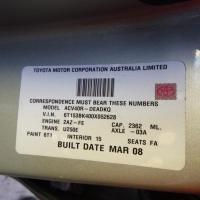 TOYOTA MOTOR CORPORATION AUSTRALIA LIMITED
CORRESPONDENCE MUST BEAR THESE NUMBERS
MODEL ACV40R-DEADKQ
V.I.N. 6T153BK400X052628
ENGINE 2AZ-FE CAP. 2362 ML
TRANS. U250E AXLE -03A
PAINT 6T1 INTERIOR 15 SEATS FA
BUILT DATE MAR 08